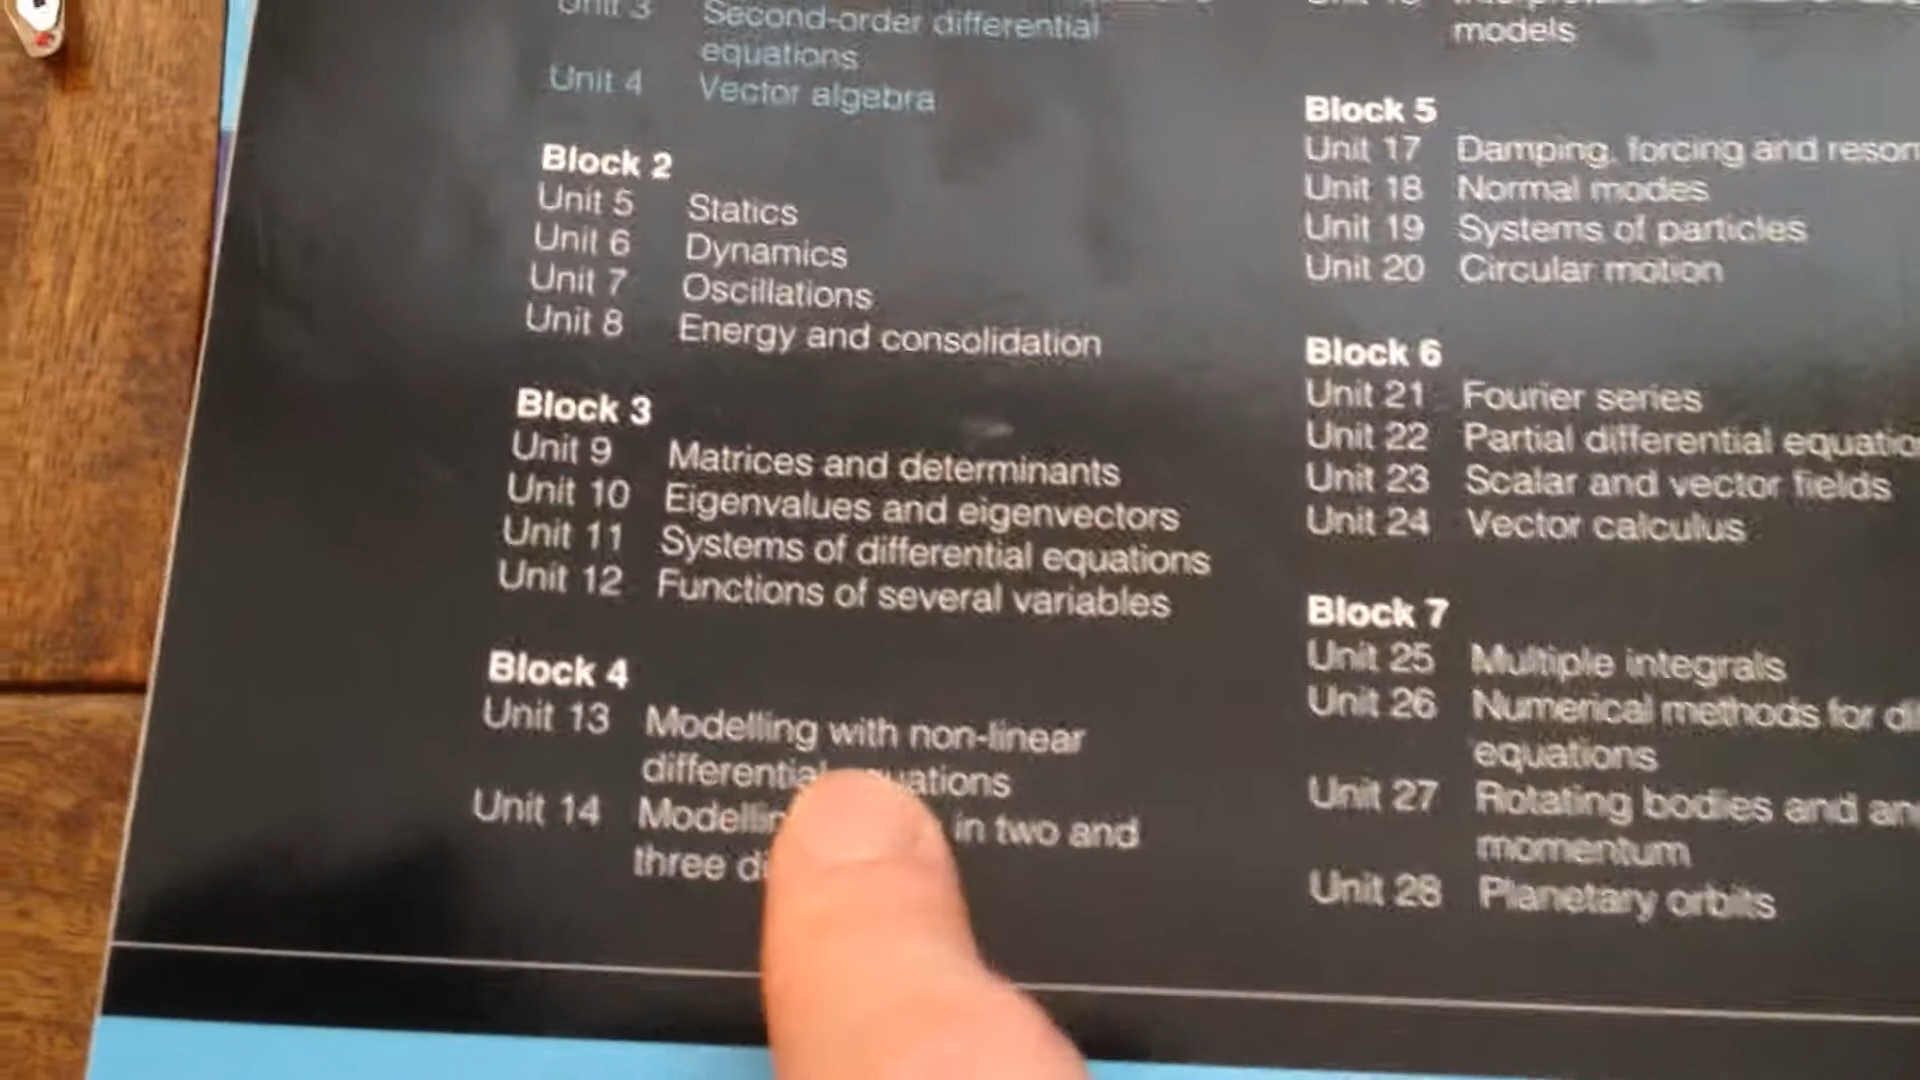 Unit 3 Second-order differential
equations
Unit 4 Vector algebra
Block 2
Unit 5 Statics
Unit 6 Dynamics
Unit 7 Oscillations
Unit 8 Energy and consolidation
Block 3
Unit 9 Matrices and determinants
Unit 10 Eigenvalues and eigenvectors
Unit 11 Systems of differential equations
Unit 12 Functions of several variables
Block 4
Unit 13 Modelling with non-linear
differential equations
Unit 14 in two and
three
models
Block 5
Unit 17 Damping, forcing and
Unit 18 Normal modes
Unit 19 Systems of particles
Unit 20 Circular motion
Block 6
Unit 21 Fourier series
Unit 22 Partial differential
Unit 23 Scalar and vector fields
Unit 24 Vector calculus
Block 7
Unit 25 Multiple integrals
Unit 26 Numerical methods for
equations
Unit 27 Rotating bodies and
momentum
Unit 28 Planetary orbits